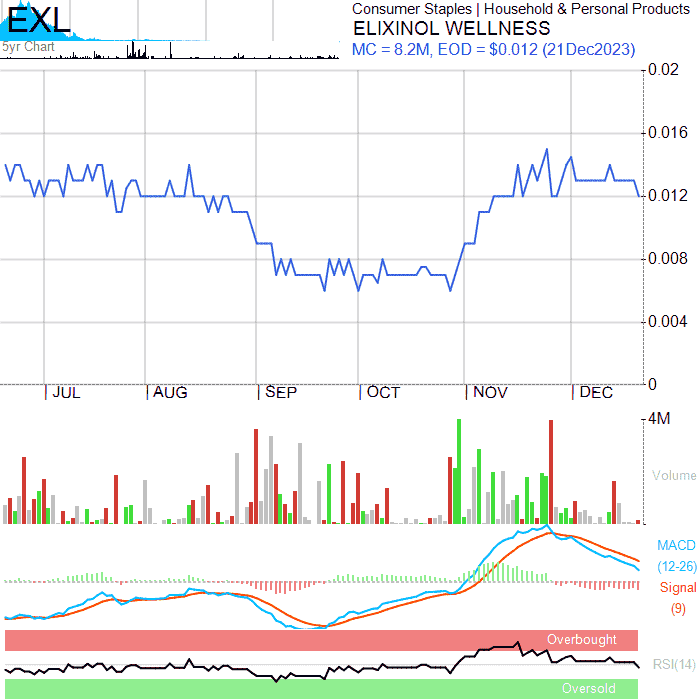 EXL
5yr Chart
Consumer Staples | Household & Personal Products
ELIXINOL WELLNESS
MC = 8.2M, EOD = $0.012 (21Dec2023)
0.02
0.016
0.012
0.008
0.004
0
JUL AUG SEP OCT NOV DEC
4M
Volume
MACD
(12-26)
Signal
(9)
Overbought
RSI(14)
Oversold